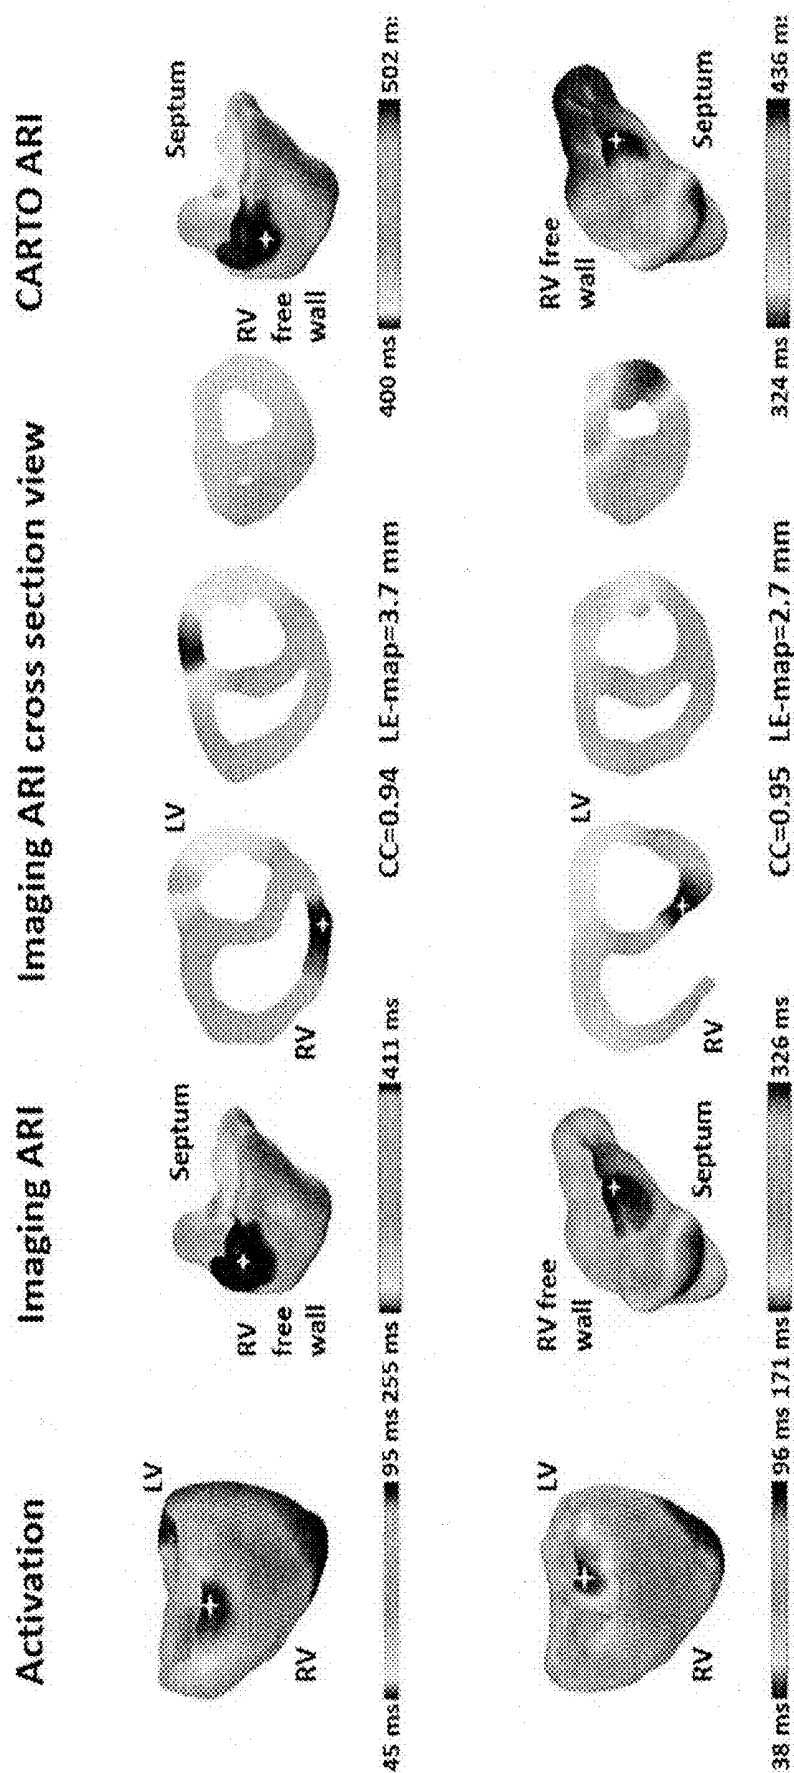 Activation
Imaging ARI
Imaging ARI cross section view
CARTO ARI
LV
RV
45 ms
95 ms
Septum
RV
free
wall
255 ms
411 ms
LV
RV
CC=0.94 LE-map=3.7 mm
Septum
RV
free
wall
400 ms
502 m
LV
RV
38 ms
96 ms
RV free
wall
Septum
171 ms
326 ms
LV
RV
CC=0.95 LE-map=2.7 mm
RV free
wall
Septum
324 ms
436 m